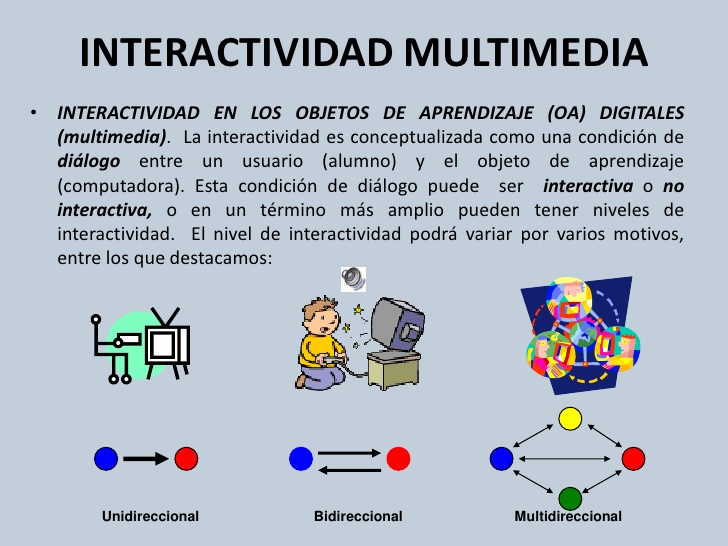 INTERACTIVIDAD MULTIMEDIA
• INTERACTIVIDAD EN LOS OBJETOS DE APRENDIZAJE (OA) DIGITALES
(multimedia). La interactividad es conceptualizada como una condición de
diálogo entre un usuario (alumno) y el objeto de aprendizaje
(computadora). Esta condición de diálogo puede ser interactiva o no
interactiva, o en un término más amplio pueden tener niveles de
interactividad. El nivel de interactividad podrá variar por varios motivos,
entre los que destacamos:
Unidireccional
Bidireccional
Multidireccional